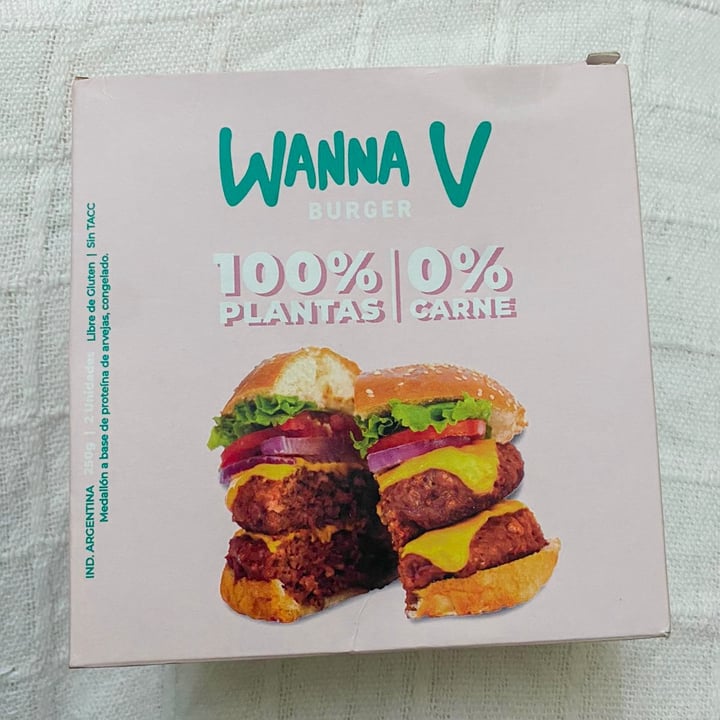 WANNA V
BURGER
100% | 0%
PLANTAS | CARNE
IND. ARGENTINA 250g | 2 Unidades Libre de Gluten | Sin TACC
Medallón a base de proteína de arvejas, congelado.